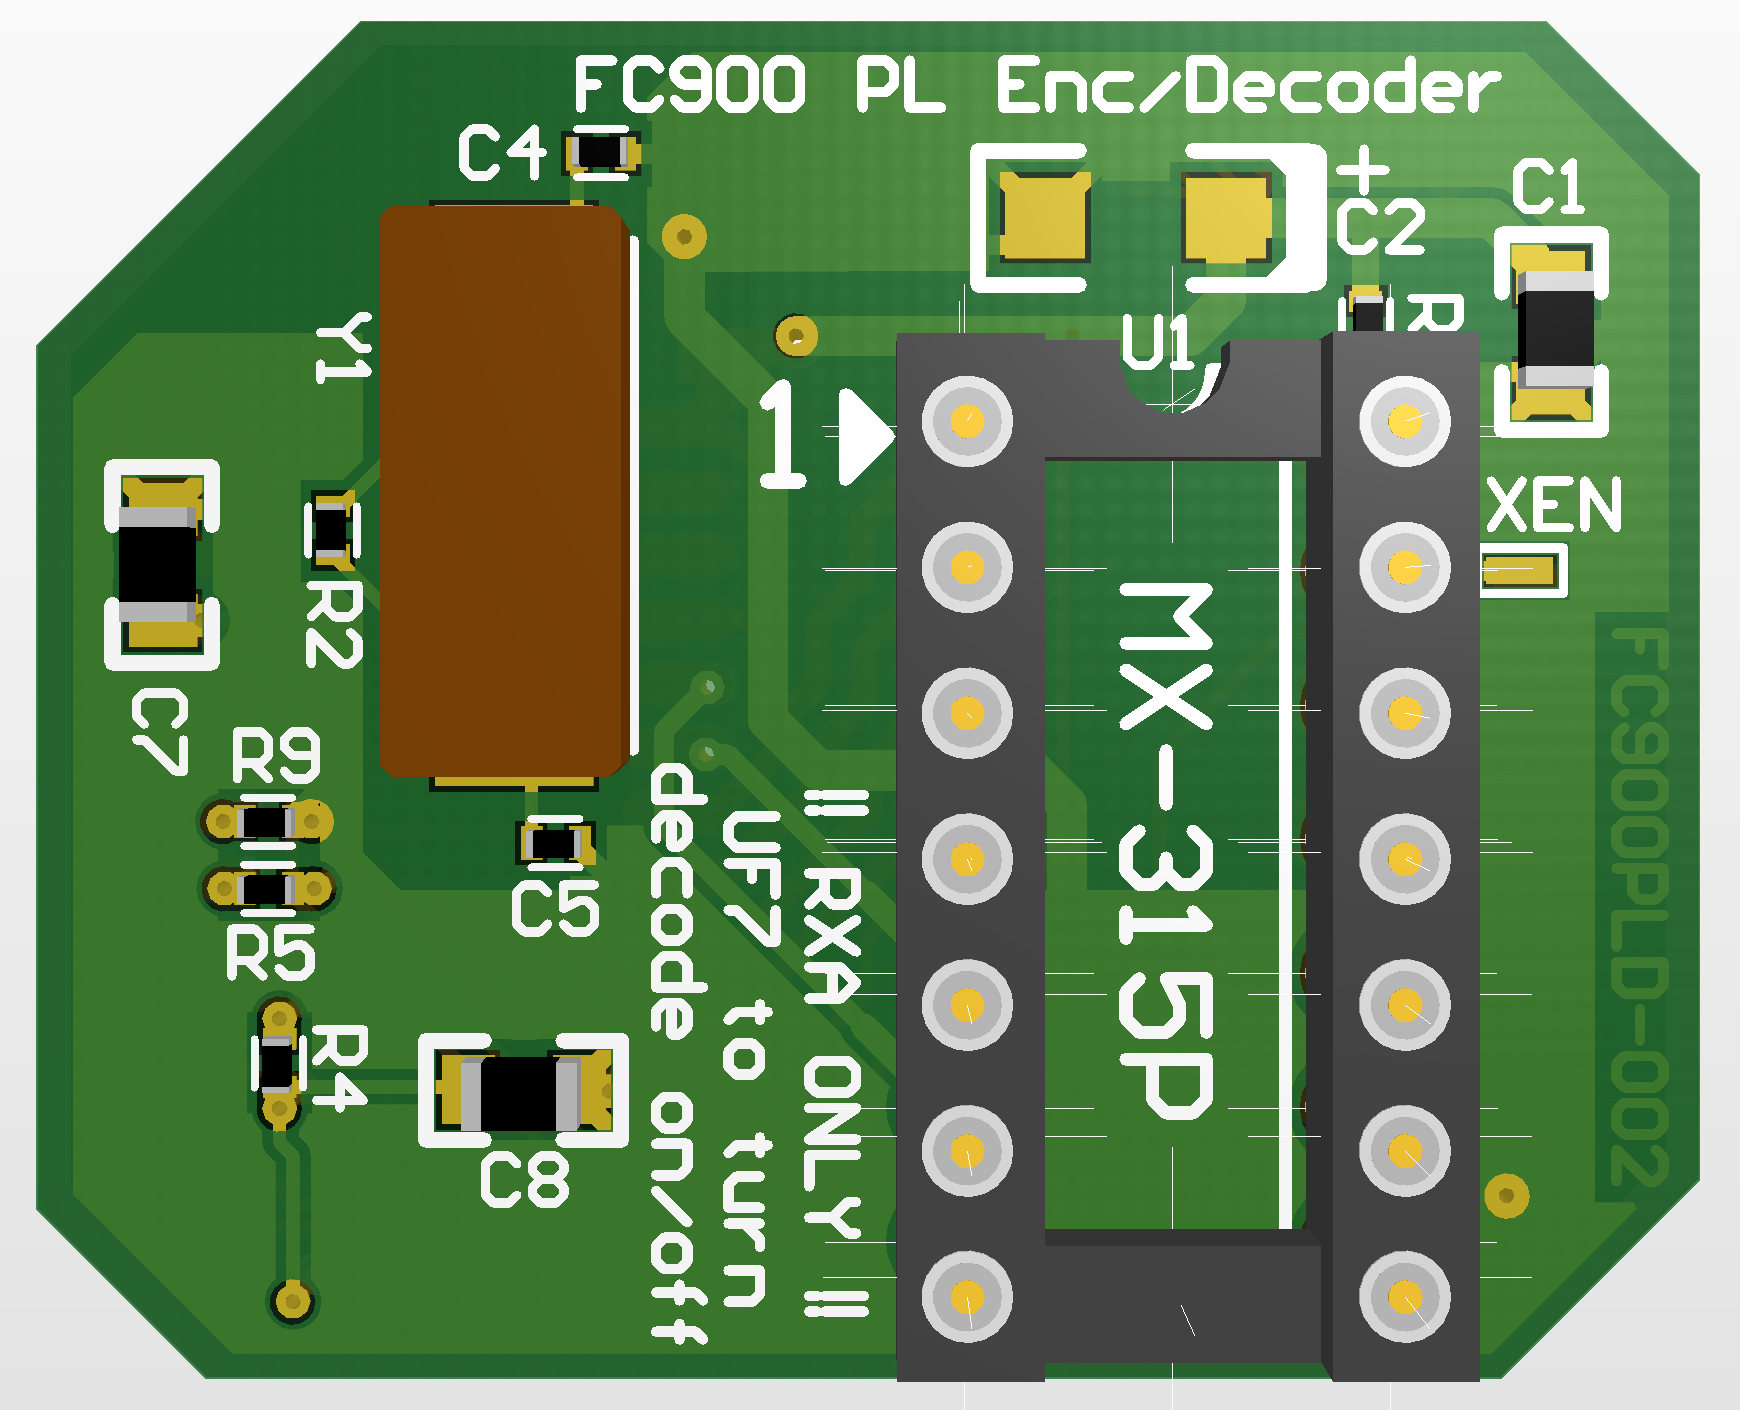 FC900 PL Enc/Decoder
C4
+
C2
C1
U1
R
Y1
1
XEN
R2
C7
R9
R5
R4
C5
C8
MX-315P
FC900PLD-002
!! RXA ONLY !!
UF7 to turn
decode on/off